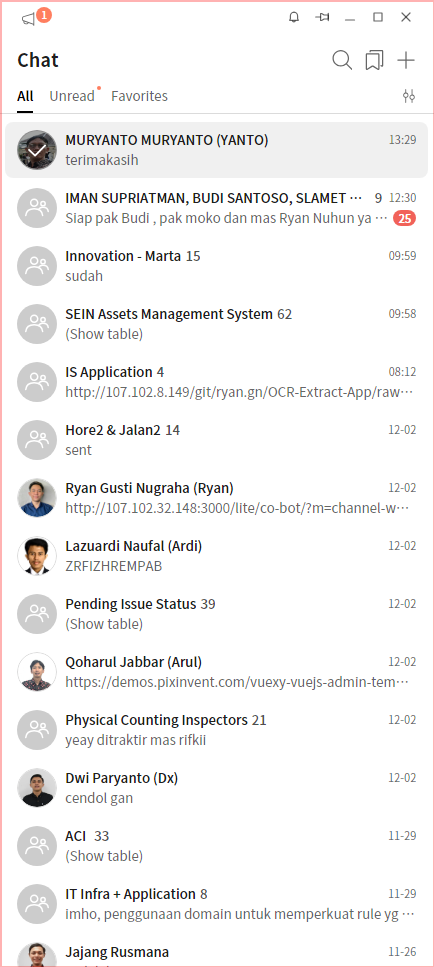 1
Chat
All Unread Favorites
MURYANTO MURYANTO (YANTO) 13:29
terimakasih
IMAN SUPRIATMAN, BUDI SANTOSO, SLAMET ··· 9 12:30
Siap pak Budi , pak moko dan mas Ryan Nuhun ya ··· 25
Innovation - Marta 15 09:59
sudah
SEIN Assets Management System 62 09:58
(Show table)
IS Application 4 08:12
http://107.102.8.149/git/ryan.gn/OCR-Extract-App/raw···
Hore2 & Jalan2 14 12-02
sent
Ryan Gusti Nugraha (Ryan) 12-02
http://107.102.32.148:3000/lite/co-bot/?m=channel-w···
Lazuardi Naufal (Ardi) 12-02
ZRFIZHREMPAB
Pending Issue Status 39 12-02
(Show table)
Qoharul Jabbar (Arul) 12-02
https://demos.pixinvent.com/vuexy-vuejs-admin-tem···
Physical Counting Inspectors 21 12-02
yeay ditraktir mas rifkii
Dwi Paryanto (Dx) 12-02
cendol gan
ACI 33 11-29
(Show table)
IT Infra + Application 8 11-29
imho, penggunaan domain untuk memperkuat rule yg ···
Jajang Rusmana 11-26